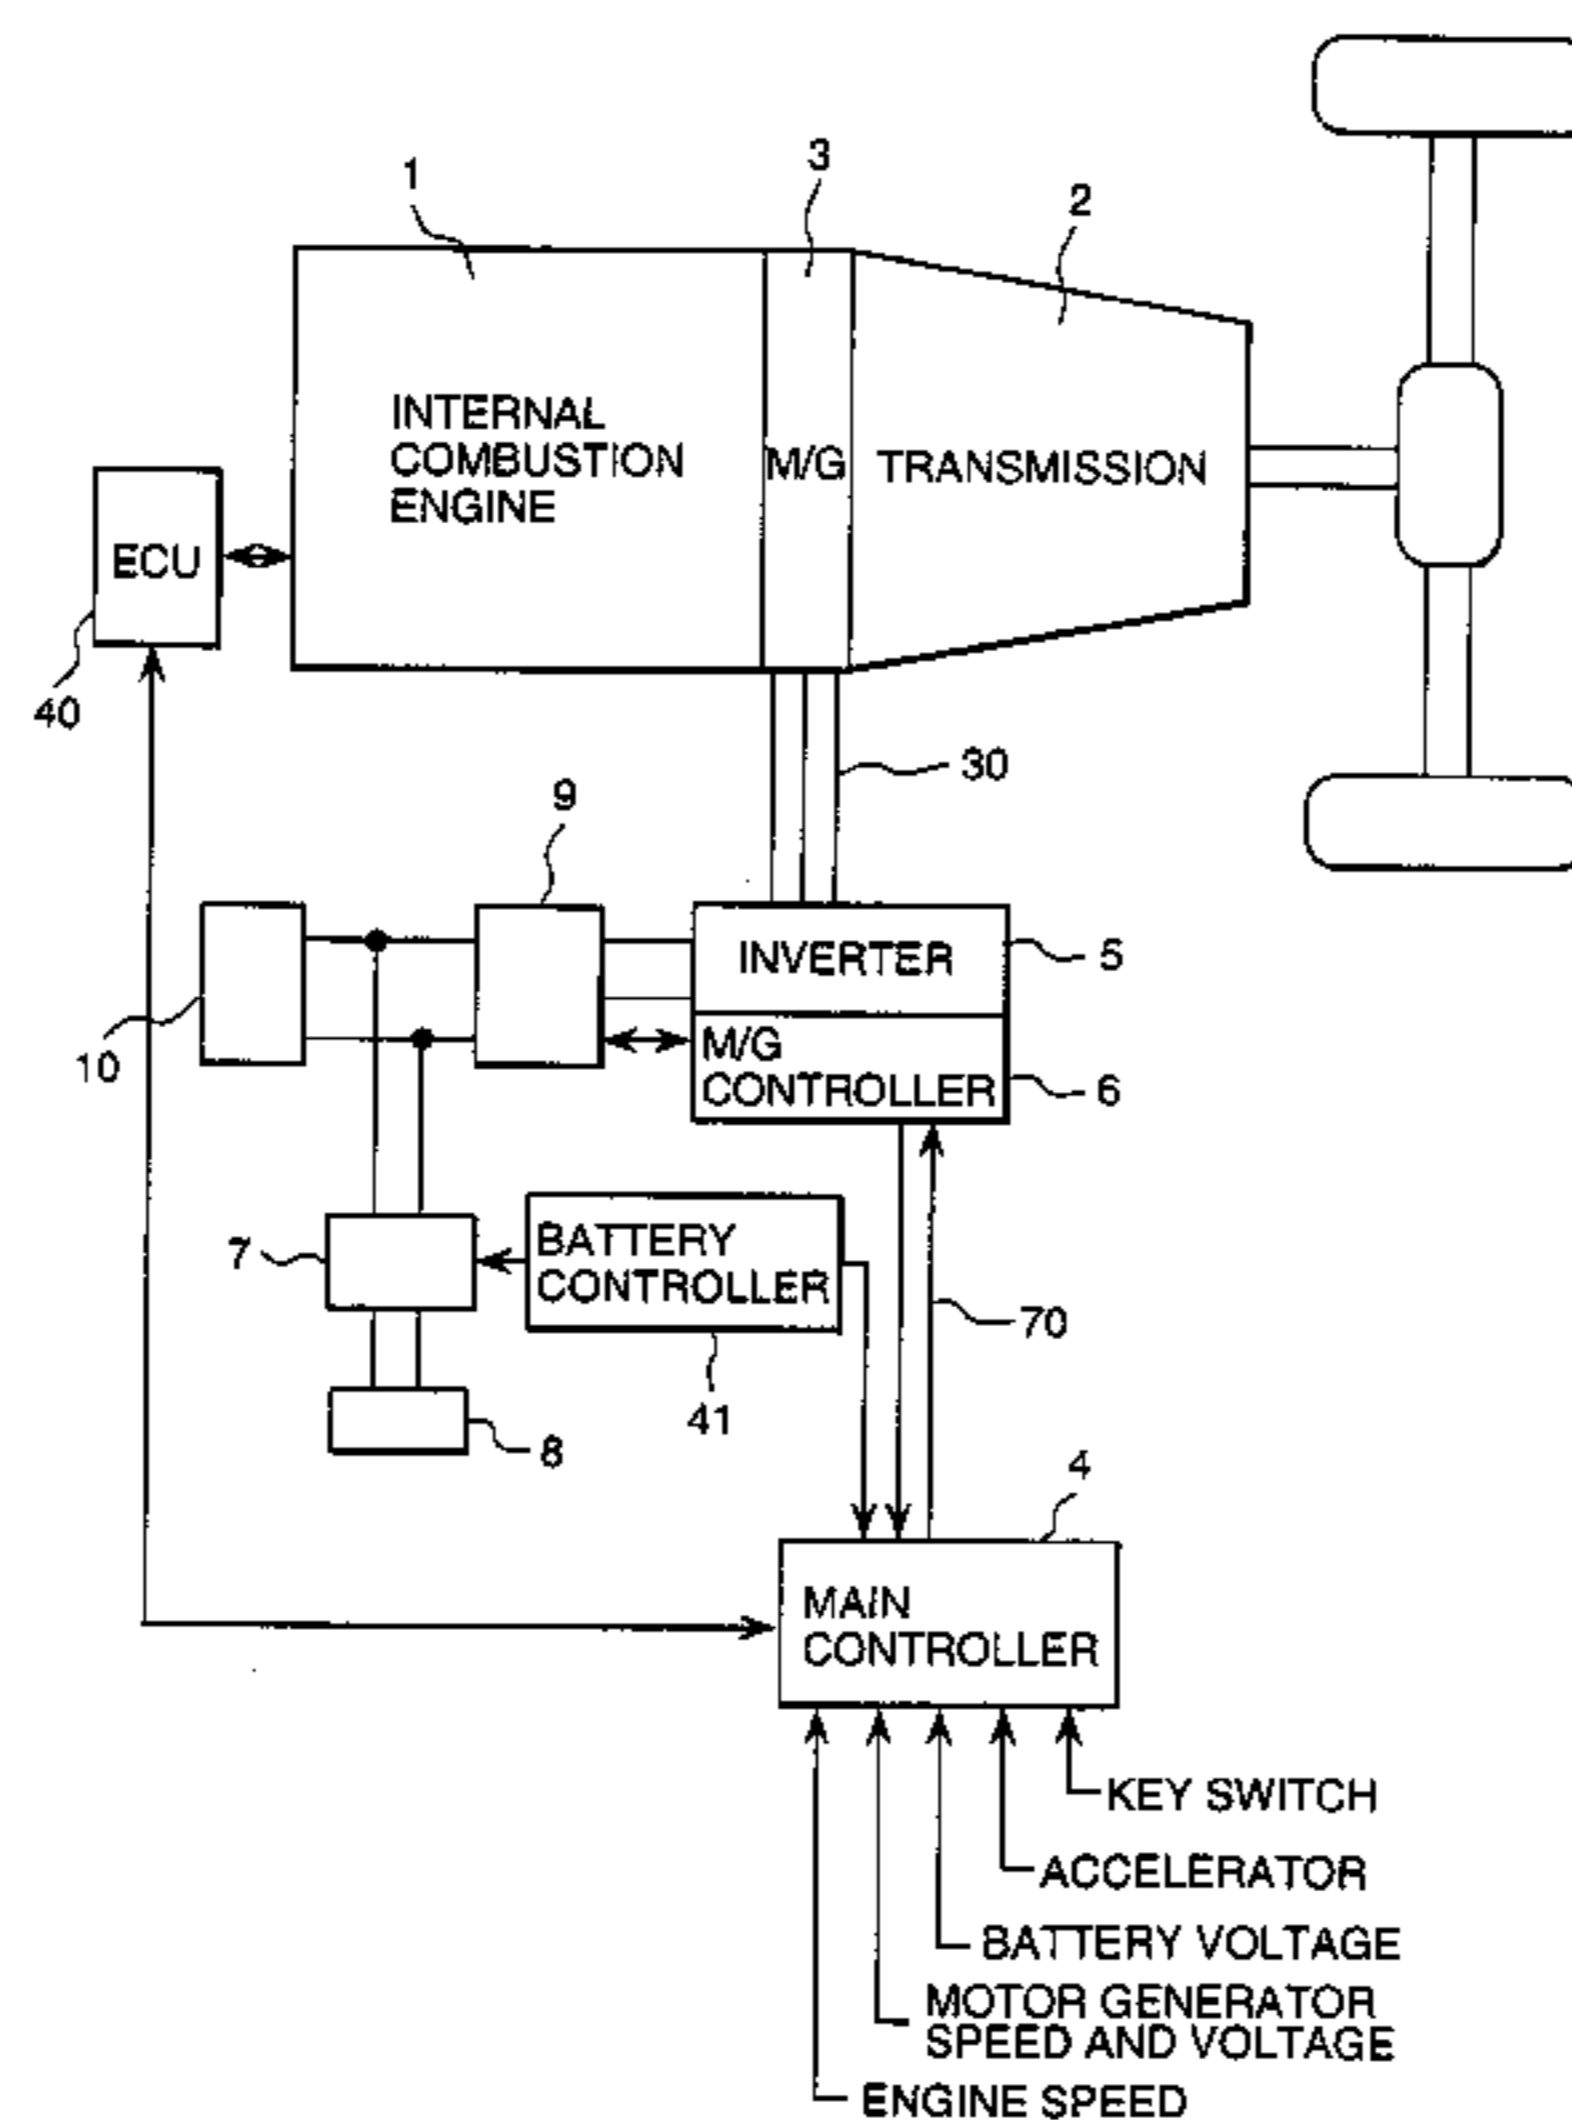 1
3
2
INTERNAL
COMBUSTION
ENGINE
M/G
TRANSMISSION
ECU
40
30
9
INVERTER
5
10
M/G
CONTROLLER
6
7
BATTERY
CONTROLLER
70
41
8
4
MAIN
CONTROLLER
KEY SWITCH
ACCELERATOR
BATTERY VOLTAGE
MOTOR GENERATOR
SPEED AND VOLTAGE
ENGINE SPEED